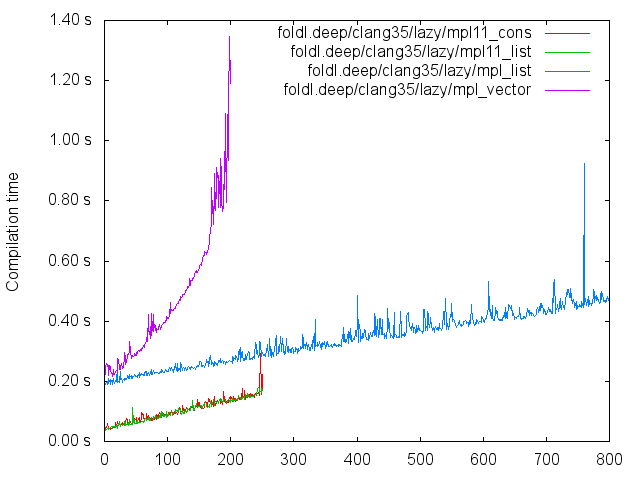 1.40 s
1.20 s
1.00 s
0.80 s
0.60 s
0.40 s
0.20 s
0.00 s
Compilation time
foldl.deep/clang35/lazy/mpl11_cons
foldl.deep/clang35/lazy/mpl11_list
foldl.deep/clang35/lazy/mpl_list
foldl.deep/clang35/lazy/mpl_vector
0 100 200 300 400 500 600 700 800